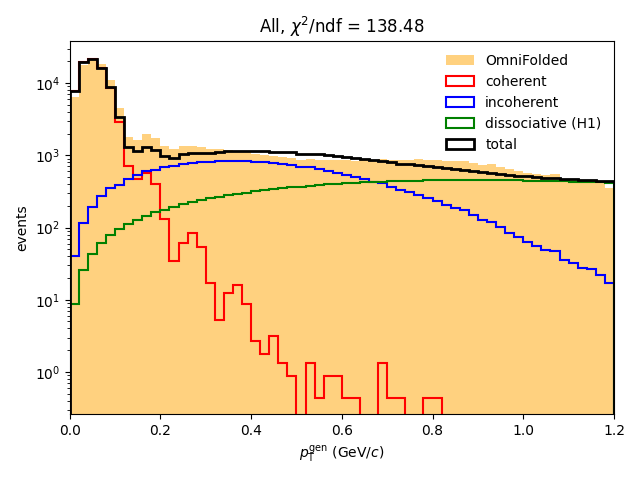 All, χ²/ndf = 138.48
OmniFolded
coherent
incoherent
dissociative (H1)
total
events
10⁴
10³
10²
10¹
10⁰
0.0 0.2 0.4 0.6 0.8 1.0 1.2
p_T^gen (GeV/c)